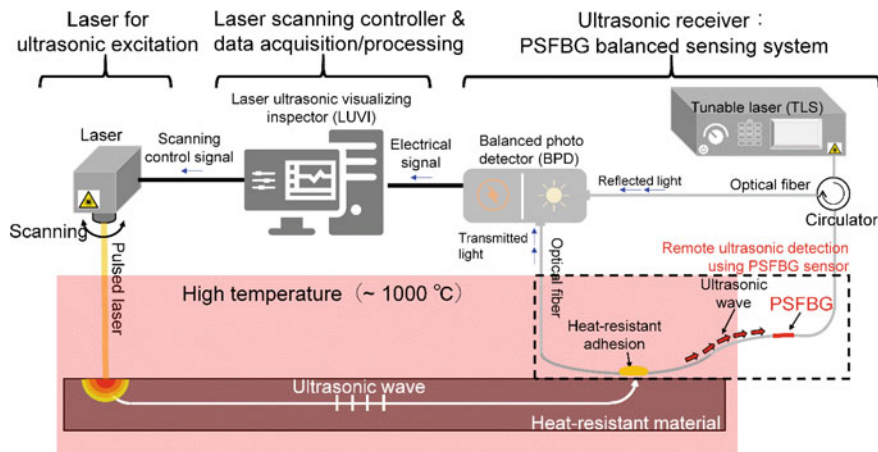 Laser for
ultrasonic excitation
Laser scanning controller &
data acquisition/processing
Ultrasonic receiver：
PSFBG balanced sensing system
Laser ultrasonic visualizing
inspector (LUVI)
Tunable laser (TLS)
Laser
Scanning
control signal
Electrical
signal
Balanced photo
detector (BPD)
Reflected light
Optical fiber
Circulator
Scanning
Pulsed laser
Transmitted
light
Optical fiber
Remote ultrasonic detection
using PSFBG sensor
High temperature（~ 1000 ℃）
Ultrasonic
wave
PSFBG
Heat-resistant
adhesion
Ultrasonic wave
Heat-resistant material